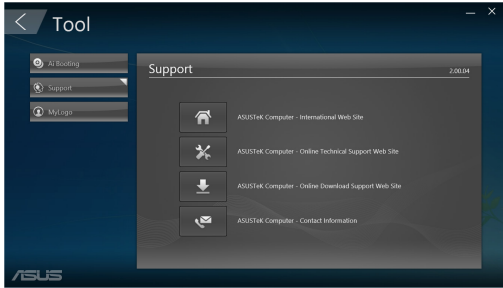 Tool
Ai Booting
Support
MyLogo
Support
2.00.04
ASUSTeK Computer - International Web Site
ASUSTeK Computer - Online Technical Support Web Site
ASUSTeK Computer - Online Download Support Web Site
ASUSTeK Computer - Contact Information
ASUS